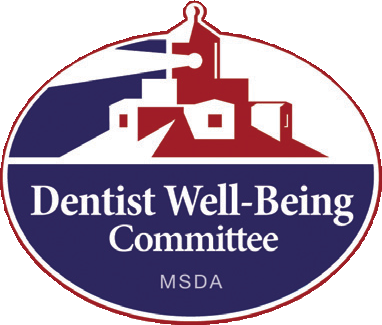 Dentist Well-Being
Committee
MSDA